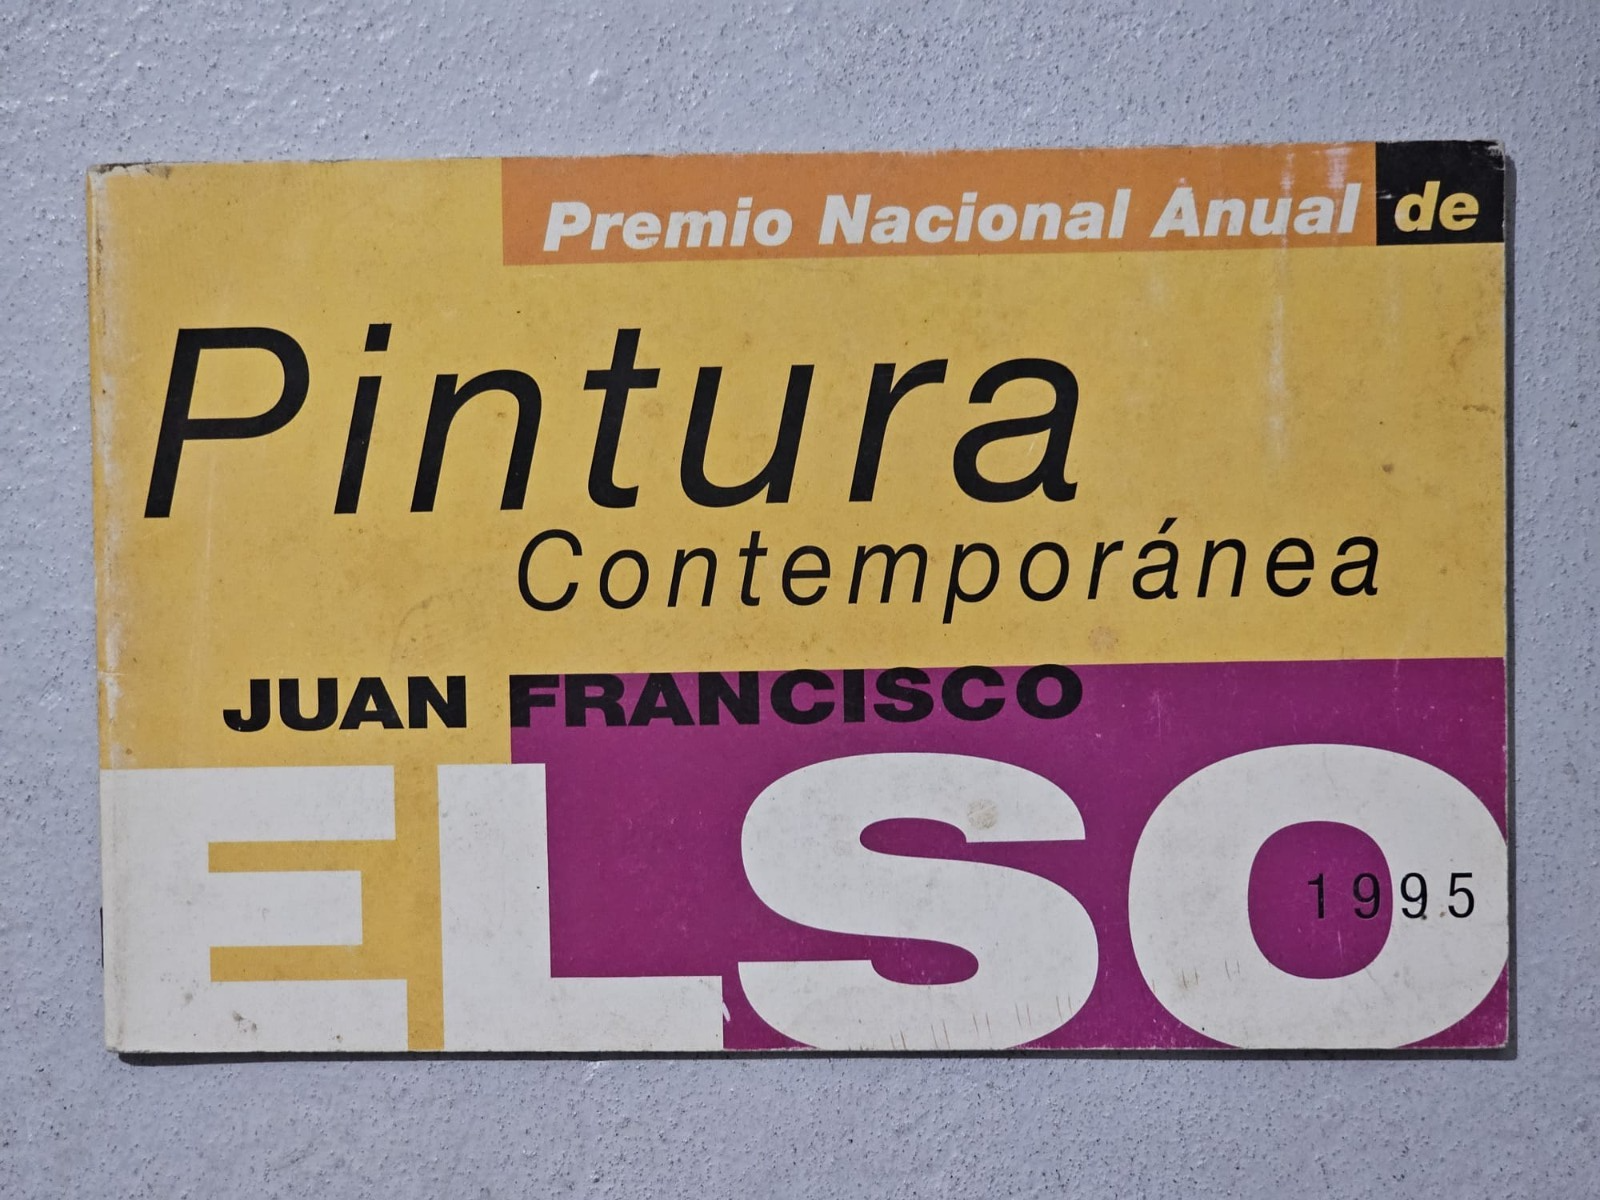 Premio Nacional Anual de
Pintura
Contemporánea
JUAN FRANCISCO
ELSO
1995